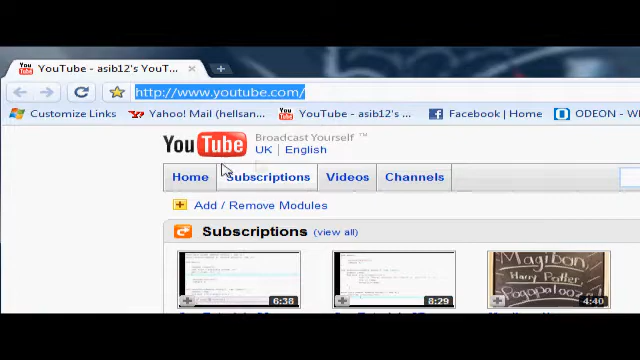 YouTube - asib12's YouT...
http://www.youtube.com/
Customize Links Yahoo! Mail (hellsan... YouTube - asib12's ... Facebook | Home ODEON - W
YouTube Broadcast Yourself ™
UK | English
Home Subscriptions Videos Channels
Add / Remove Modules
Subscriptions (view all)
Magibon
Harry Potter
Pagapalooza
6:38 8:29 4:40